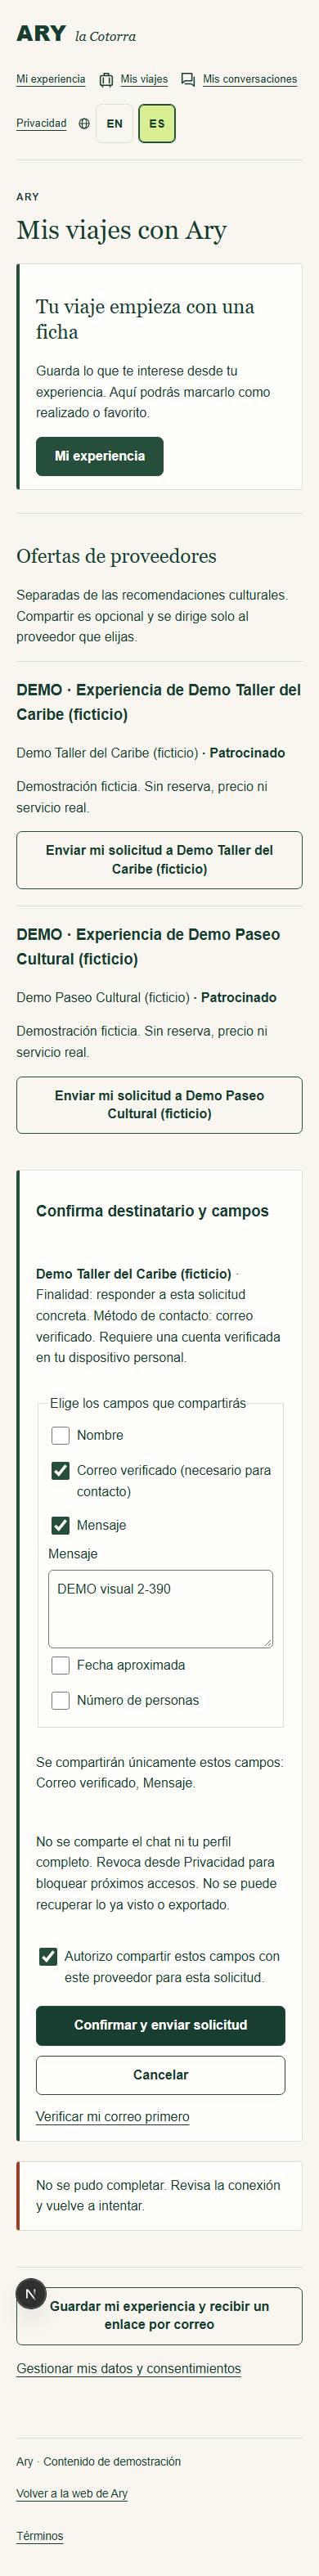 ARY la Cotorra
Mi experiencia Mis viajes Mis conversaciones
Privacidad EN ES
ARY
Mis viajes con Ary
Tu viaje empieza con una
ficha
Guarda lo que te interese desde tu
experiencia. Aquí podrás marcarlo como
realizado o favorito.
Mi experiencia
Ofertas de proveedores
Separadas de las recomendaciones culturales.
Compartir es opcional y se dirige solo al
proveedor que elijas.
DEMO · Experiencia de Demo Taller del
Caribe (ficticio)
Demo Taller del Caribe (ficticio) · Patrocinado
Demostración ficticia. Sin reserva, precio ni
servicio real.
Enviar mi solicitud a Demo Taller del
Caribe (ficticio)
DEMO · Experiencia de Demo Paseo
Cultural (ficticio)
Demo Paseo Cultural (ficticio) · Patrocinado
Demostración ficticia. Sin reserva, precio ni
servicio real.
Enviar mi solicitud a Demo Paseo
Cultural (ficticio)
Confirma destinatario y campos
Demo Taller del Caribe (ficticio) ·
Finalidad: responder a esta solicitud
concreta. Método de contacto: correo
verificado. Requiere una cuenta verificada
en tu dispositivo personal.
Elige los campos que compartirás
Nombre
Correo verificado (necesario para
contacto)
Mensaje
Mensaje
DEMO visual 2-390
Fecha aproximada
Número de personas
Se compartirán únicamente estos campos:
Correo verificado, Mensaje.
No se comparte el chat ni tu perfil
completo. Revoca desde Privacidad para
bloquear próximos accesos. No se puede
recuperar lo ya visto o exportado.
Autorizo compartir estos campos con
este proveedor para esta solicitud.
Confirmar y enviar solicitud
Cancelar
Verificar mi correo primero
No se pudo completar. Revisa la conexión
y vuelve a intentar.
N
Guardar mi experiencia y recibir un
enlace por correo
Gestionar mis datos y consentimientos
Ary · Contenido de demostración
Volver a la web de Ary
Términos